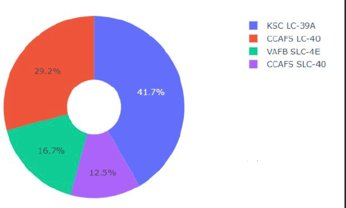 KSC LC-39A
CCAFS LC-40
VAFB SLC-4E
CCAFS SLC-40
29.2%
41.7%
16.7%
12.5%